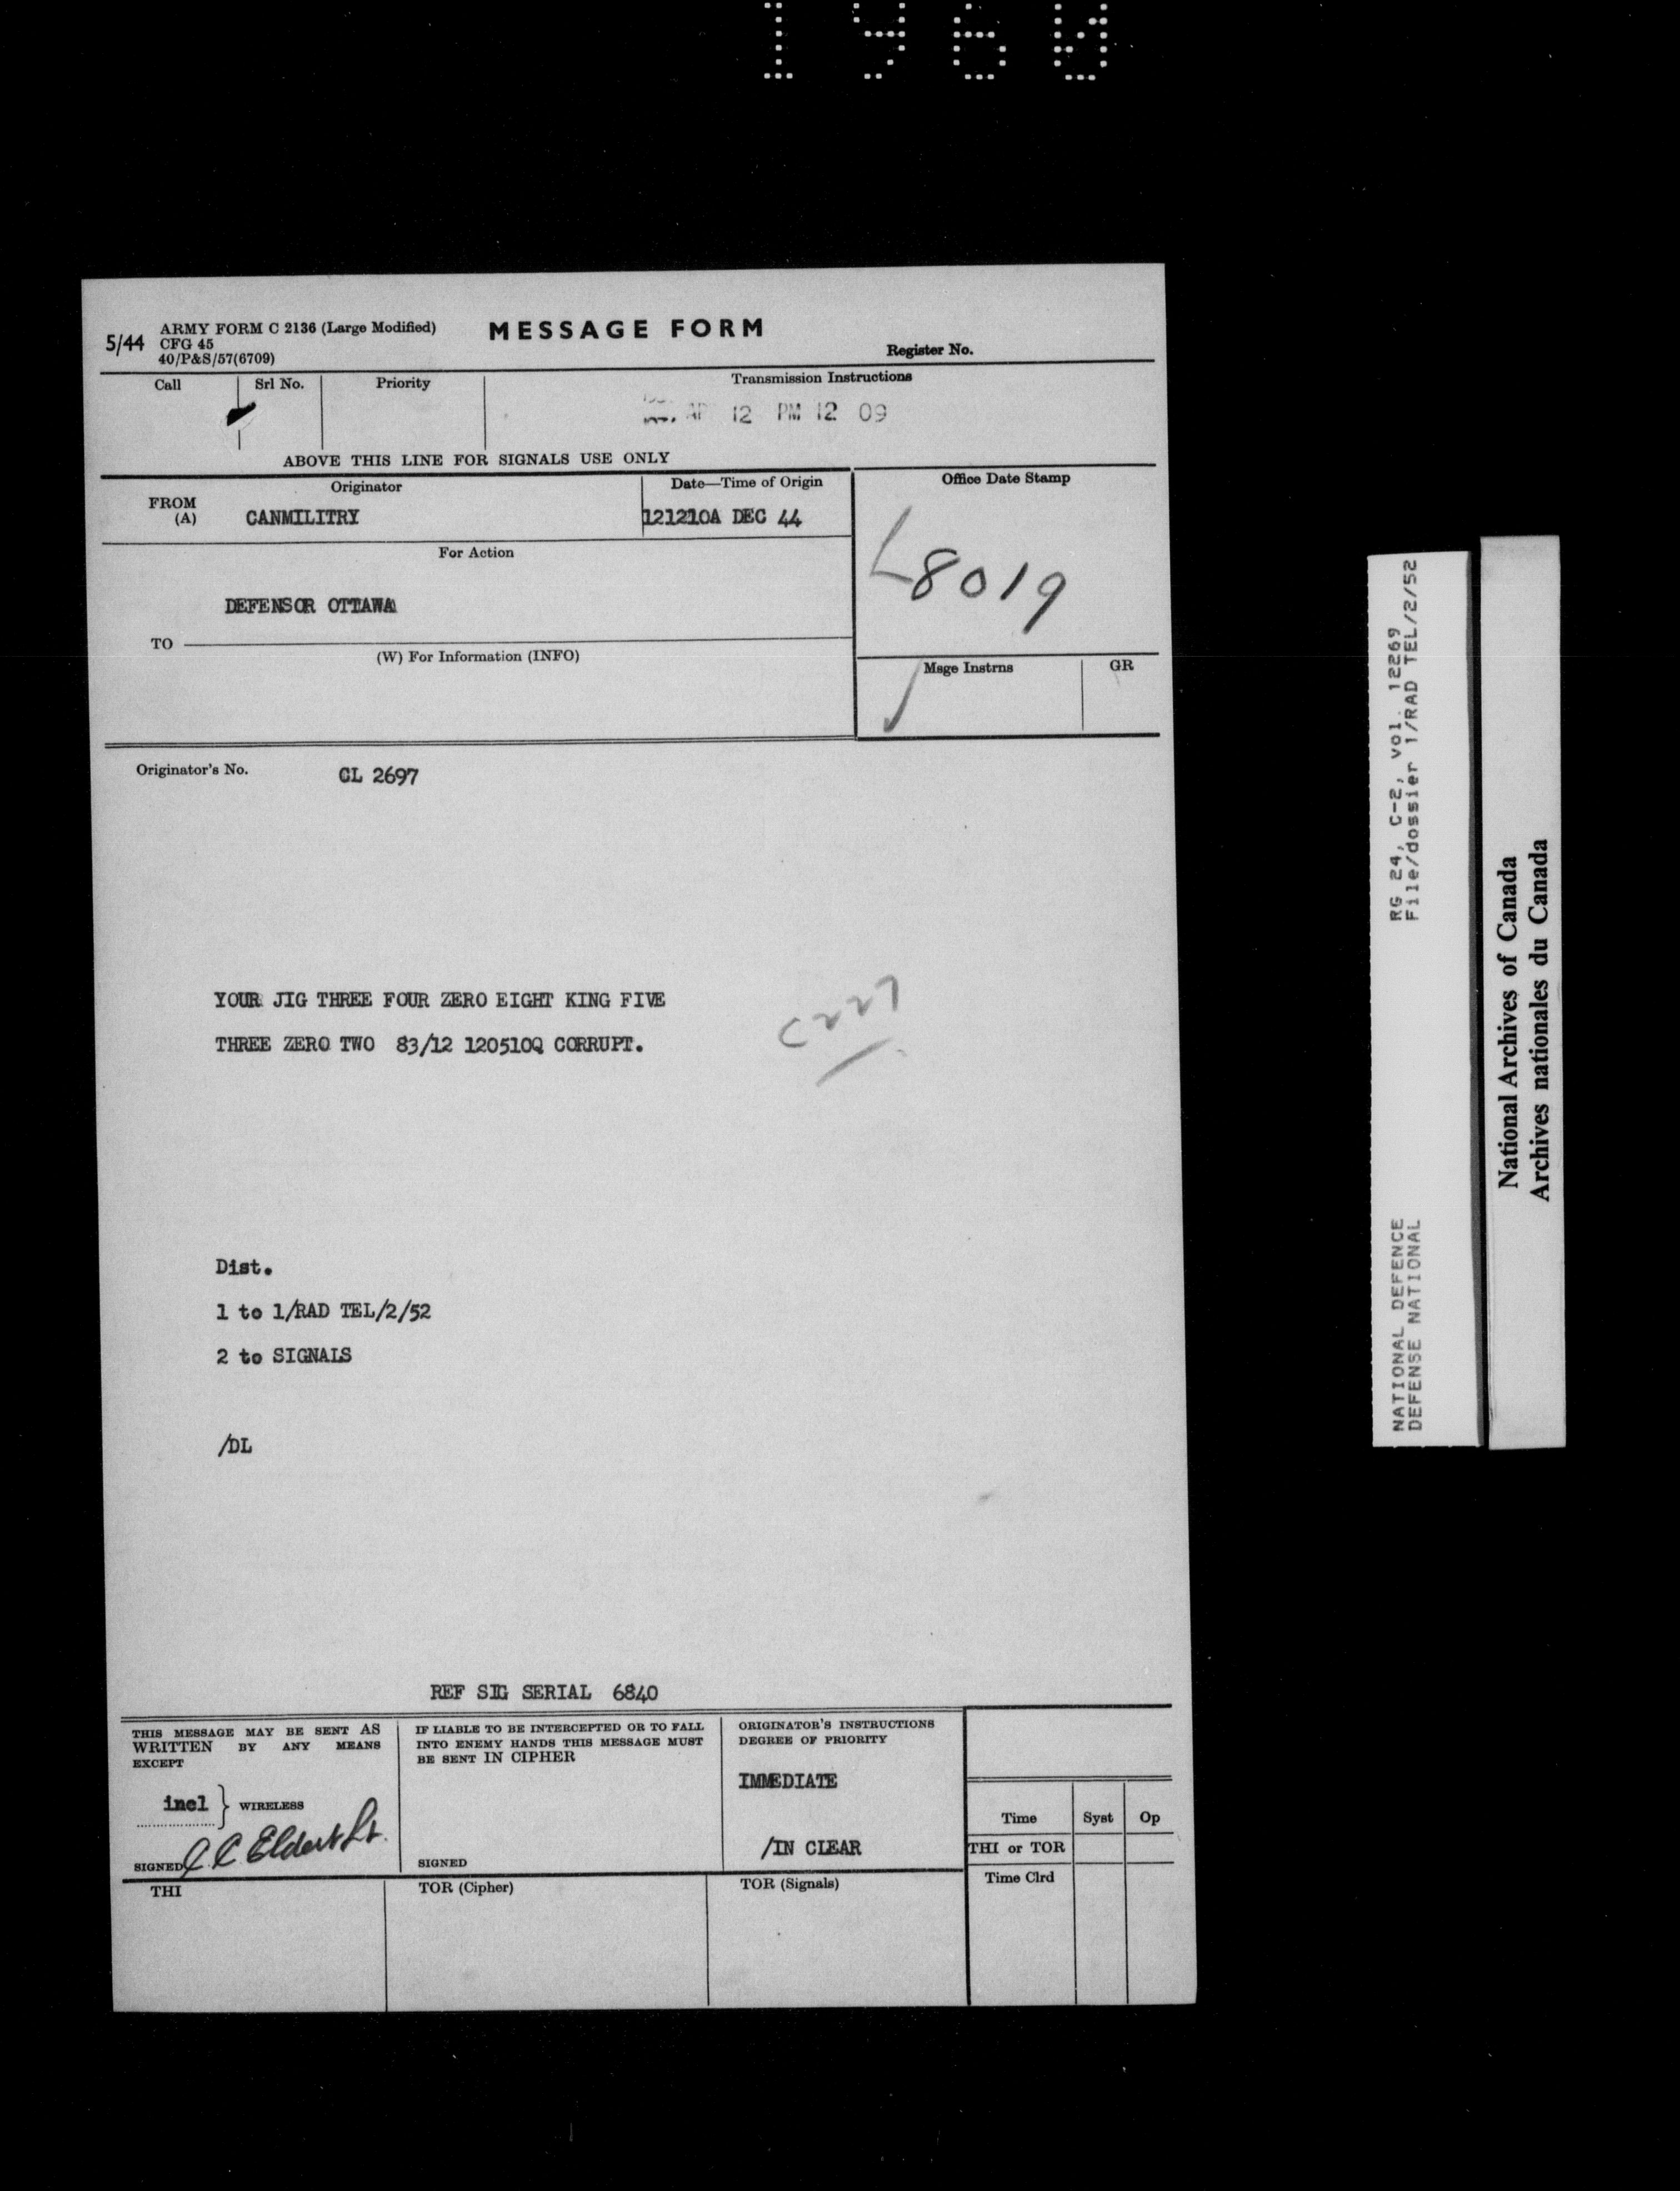 1960
5/44 ARMY FORM C 2136 (Large Modified)
CFG 45
40/P&S/57(6709)
MESSAGE FORM
Register No.
Call Srl No. Priority Transmission Instructions
12 PM 12 09
ABOVE THIS LINE FOR SIGNALS USE ONLY
Originator Date—Time of Origin Office Date Stamp
FROM
(A) CANMILITRY 121210A DEC 44
For Action
L8019
DEFENSOR OTTAWA
TO
(W) For Information (INFO)
Msge Instrns GR
Originator's No. CL 2697
YOUR JIG THREE FOUR ZERO EIGHT KING FIVE
THREE ZERO TWO 83/12 120510Q CORRUPT.
Dist.
1 to 1/RAD TEL/2/52
2 to SIGNALS
/DL
REF SIG SERIAL 6840
THIS MESSAGE MAY BE SENT AS
WRITTEN BY ANY MEANS
EXCEPT
incl } WIRELESS
SIGNED
IF LIABLE TO BE INTERCEPTED OR TO FALL
INTO ENEMY HANDS THIS MESSAGE MUST
BE SENT IN CIPHER
SIGNED
ORIGINATOR'S INSTRUCTIONS
DEGREE OF PRIORITY
IMMEDIATE
/IN CLEAR
Time Syst Op
THI or TOR
Time Clrd
THI TOR (Cipher) TOR (Signals)
NATIONAL DEFENCE RG 24, C-2, vol. 12269
DEFENSE NATIONAL File/dossier 1/RAD TEL/2/52
National Archives of Canada
Archives nationales du Canada